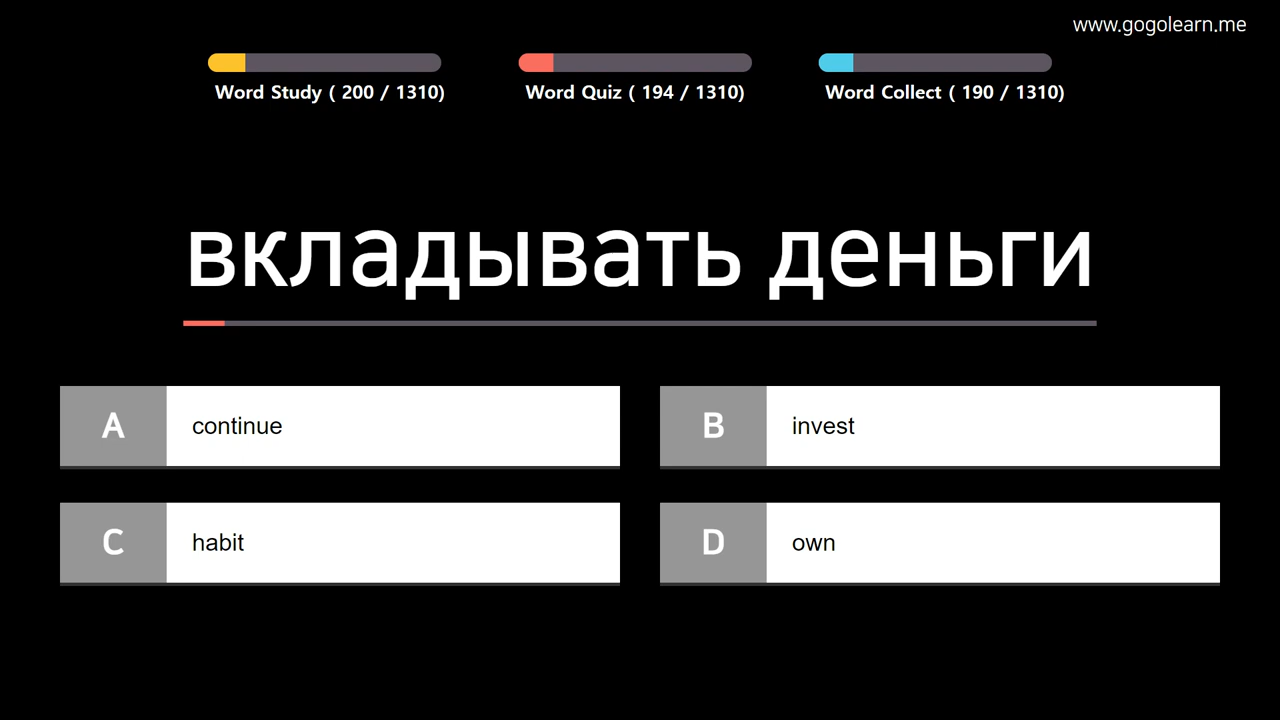 www.gogolearn.me
Word Study ( 200 / 1310)
Word Quiz ( 194 / 1310)
Word Collect ( 190 / 1310)
вкладывать деньги
A continue
B invest
C habit
D own